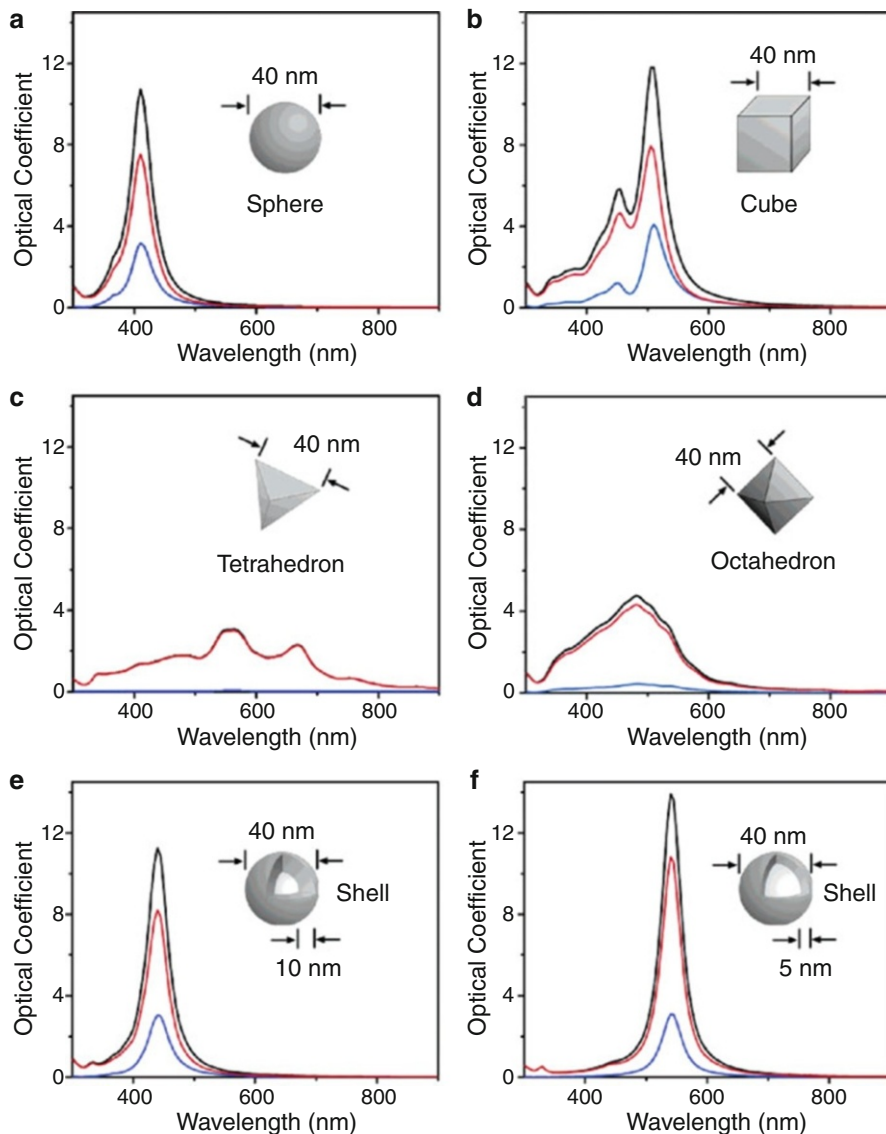 a
12
8
4
0
Optical Coefficient
40 nm
Sphere
400 600 800
Wavelength (nm)
b
12
8
4
0
Optical Coefficient
40 nm
Cube
400 600 800
Wavelength (nm)
c
12
8
4
0
Optical Coefficient
40 nm
Tetrahedron
400 600 800
Wavelength (nm)
d
12
8
4
0
Optical Coefficient
40 nm
Octahedron
400 600 800
Wavelength (nm)
e
12
8
4
0
Optical Coefficient
40 nm
Shell
10 nm
400 600 800
Wavelength (nm)
f
12
8
4
0
Optical Coefficient
40 nm
Shell
5 nm
400 600 800
Wavelength (nm)